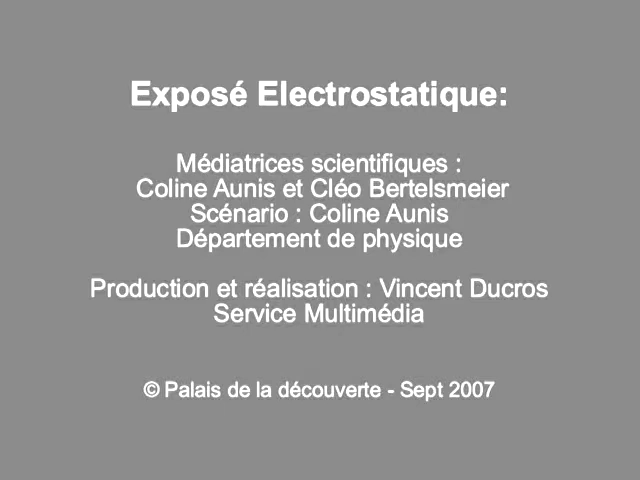 Exposé Electrostatique:
Médiatrices scientifiques :
Coline Aunis et Cléo Bertelsmeier
Scénario : Coline Aunis
Département de physique
Production et réalisation : Vincent Ducros
Service Multimédia
© Palais de la découverte - Sept 2007